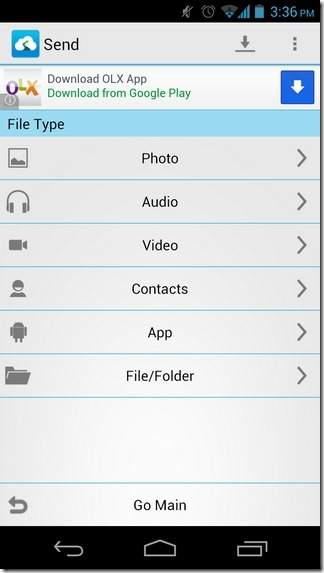 3:36 PM
Send
OLX
Download OLX App
Download from Google Play
File Type
Photo
Audio
Video
Contacts
App
File/Folder
Go Main